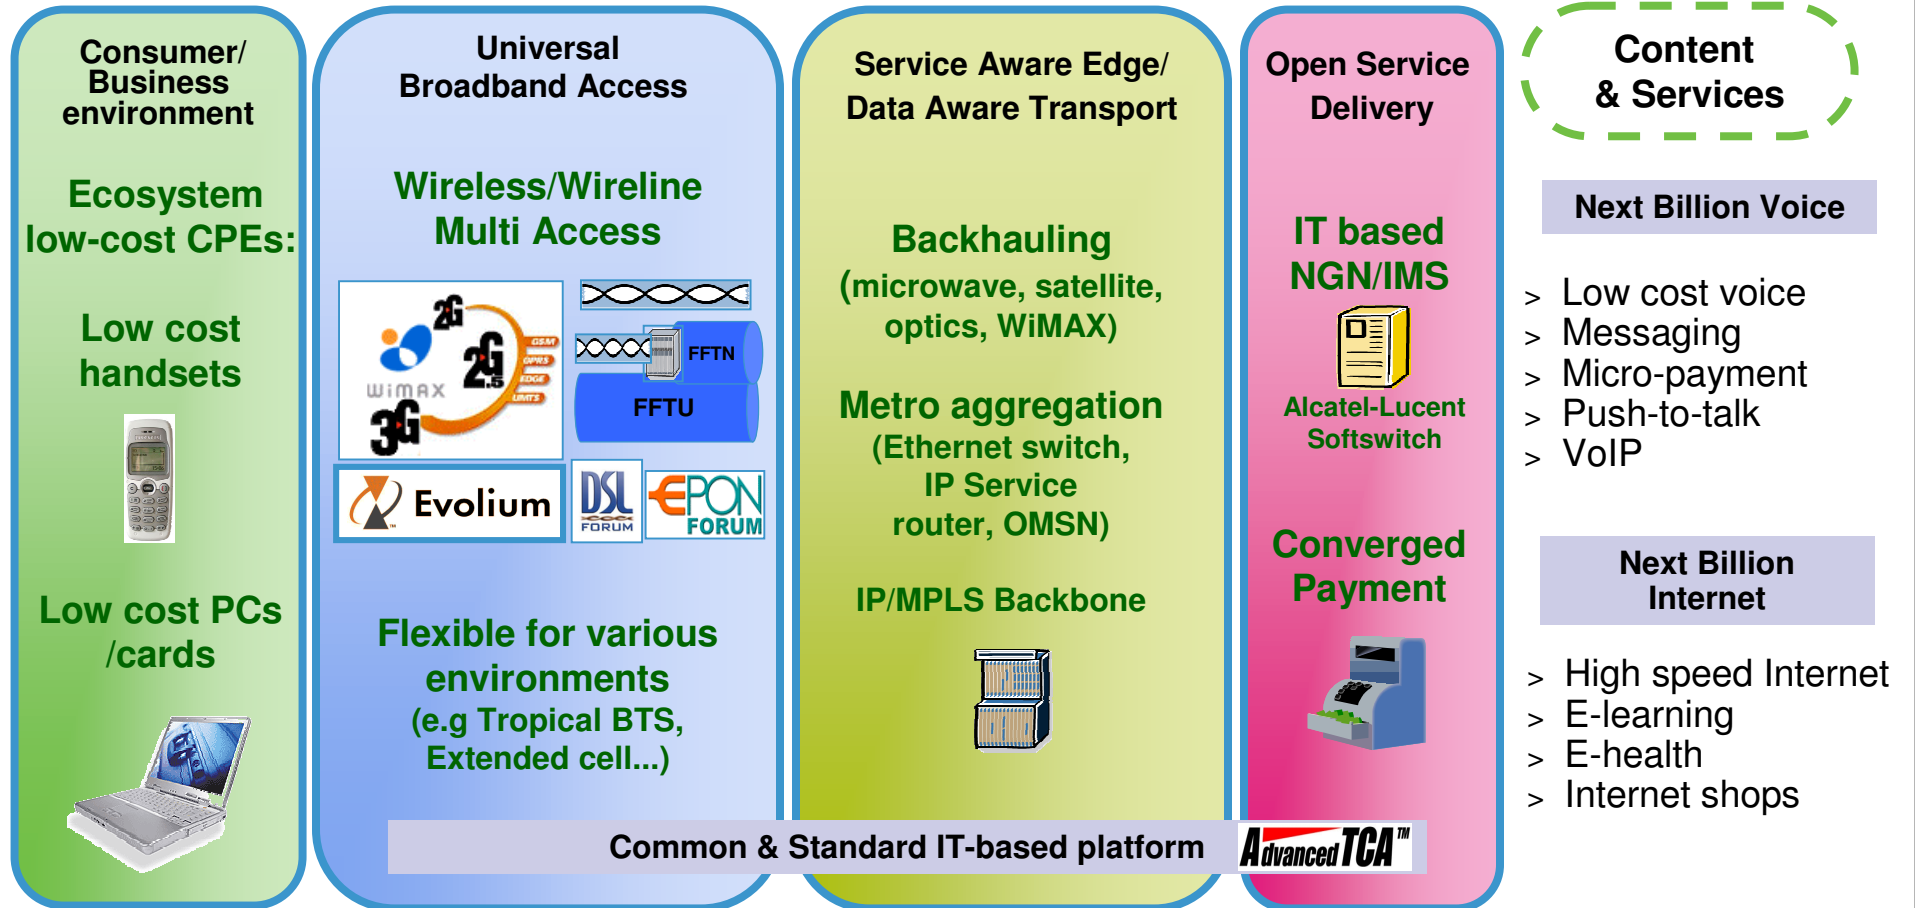 Consumer/
Business
environment
Ecosystem
low-cost CPEs:
Low cost
handsets
Low cost PCs
/cards
Universal
Broadband Access
Wireless/Wireline
Multi Access
WiMAX
2G
2G
2.5
3G
GSM
GPRS
EDGE
UMTS
FFTN
FFTU
Evolium
DSL
FORUM
EPON
FORUM
Flexible for various
environments
(e.g Tropical BTS,
Extended cell...)
Service Aware Edge/
Data Aware Transport
Backhauling
(microwave, satellite,
optics, WiMAX)
Metro aggregation
(Ethernet switch,
IP Service
router, OMSN)
IP/MPLS Backbone
Open Service
Delivery
IT based
NGN/IMS
Alcatel-Lucent
Softswitch
Converged
Payment
Common & Standard IT-based platform
Advanced TCA™
Content
& Services
Next Billion Voice
> Low cost voice
> Messaging
> Micro-payment
> Push-to-talk
> VoIP
Next Billion
Internet
> High speed Internet
> E-learning
> E-health
> Internet shops